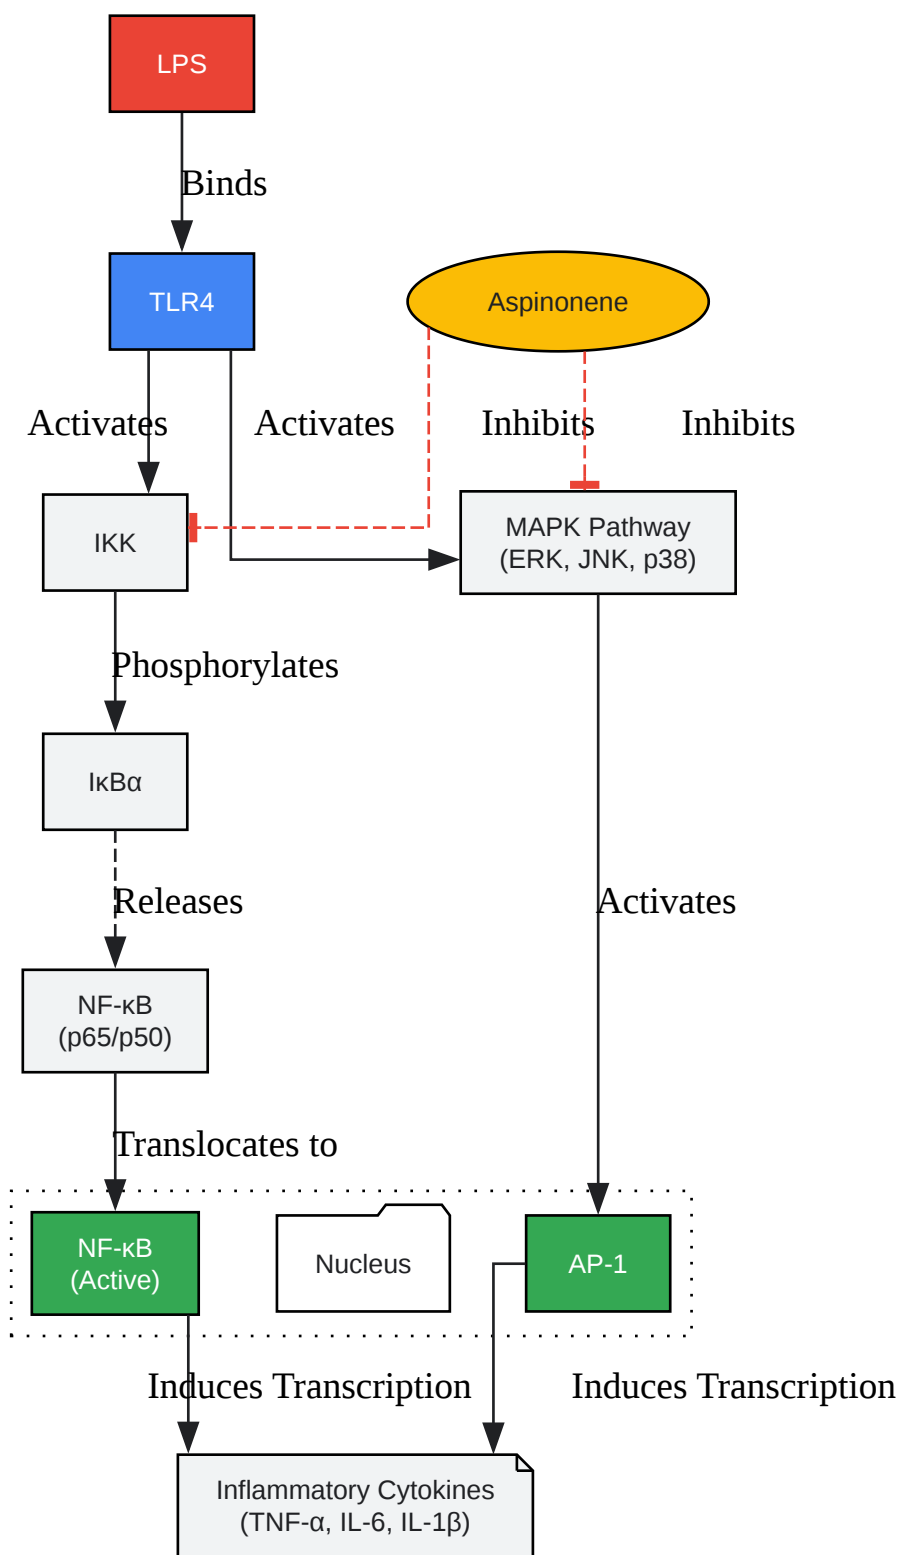 LPS
Binds
TLR4
Aspinonene
Activates
Activates
Inhibits
Inhibits
IKK
MAPK Pathway
(ERK, JNK, p38)
Phosphorylates
IκBα
Releases
Activates
NF-κB
(p65/p50)
Translocates to
NF-κB
(Active)
Nucleus
AP-1
Induces Transcription
Induces Transcription
Inflammatory Cytokines
(TNF-α, IL-6, IL-1β)